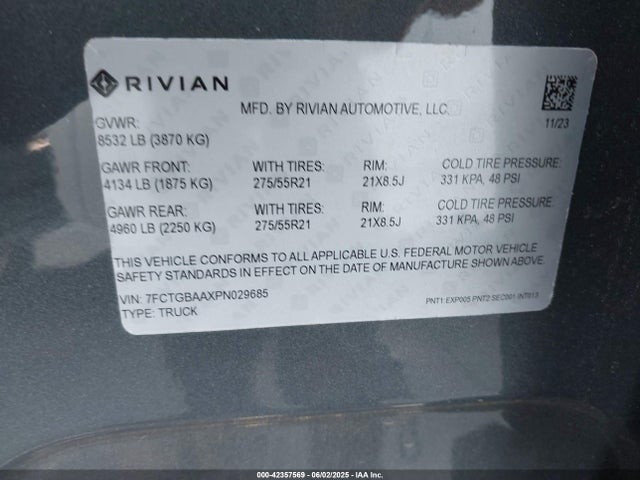 RIVIAN
MFD. BY RIVIAN AUTOMOTIVE, LLC.
11/23
GVWR:
8532 LB (3870 KG)
GAWR FRONT: WITH TIRES: RIM: COLD TIRE PRESSURE:
4134 LB (1875 KG) 275/55R21 21X8.5J 331 KPA, 48 PSI
GAWR REAR: WITH TIRES: RIM: COLD TIRE PRESSURE:
4960 LB (2250 KG) 275/55R21 21X8.5J 331 KPA, 48 PSI
THIS VEHICLE CONFORMS TO ALL APPLICABLE U.S. FEDERAL MOTOR VEHICLE
SAFETY STANDARDS IN EFFECT ON THE DATE OF MANUFACTURE SHOWN ABOVE.
VIN: 7FCTGBAAXPN029685
TYPE: TRUCK
PNT1:EXP005 PNT2:SEC001 INT013
000-42357569 - 06/02/2025 - IAA Inc.